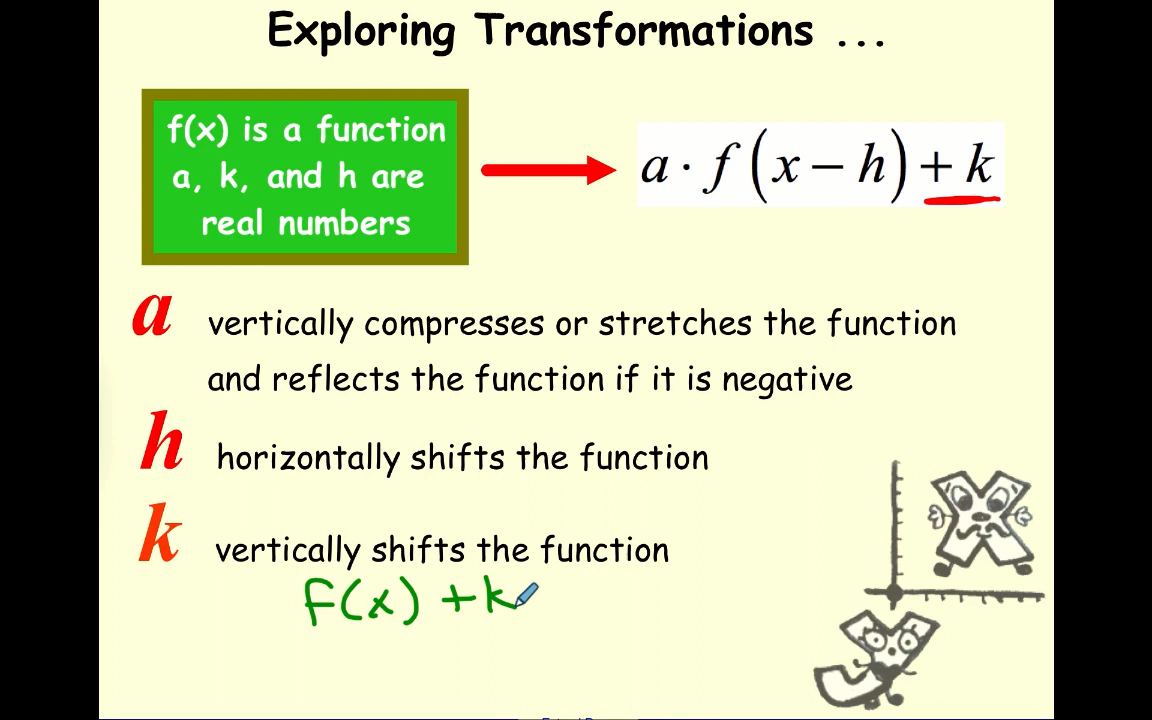 Exploring Transformations ...
f(x) is a function
a, k, and h are
real numbers
a · f (x − h) + k
a vertically compresses or stretches the function
and reflects the function if it is negative
h horizontally shifts the function
k vertically shifts the function
f(x) + k